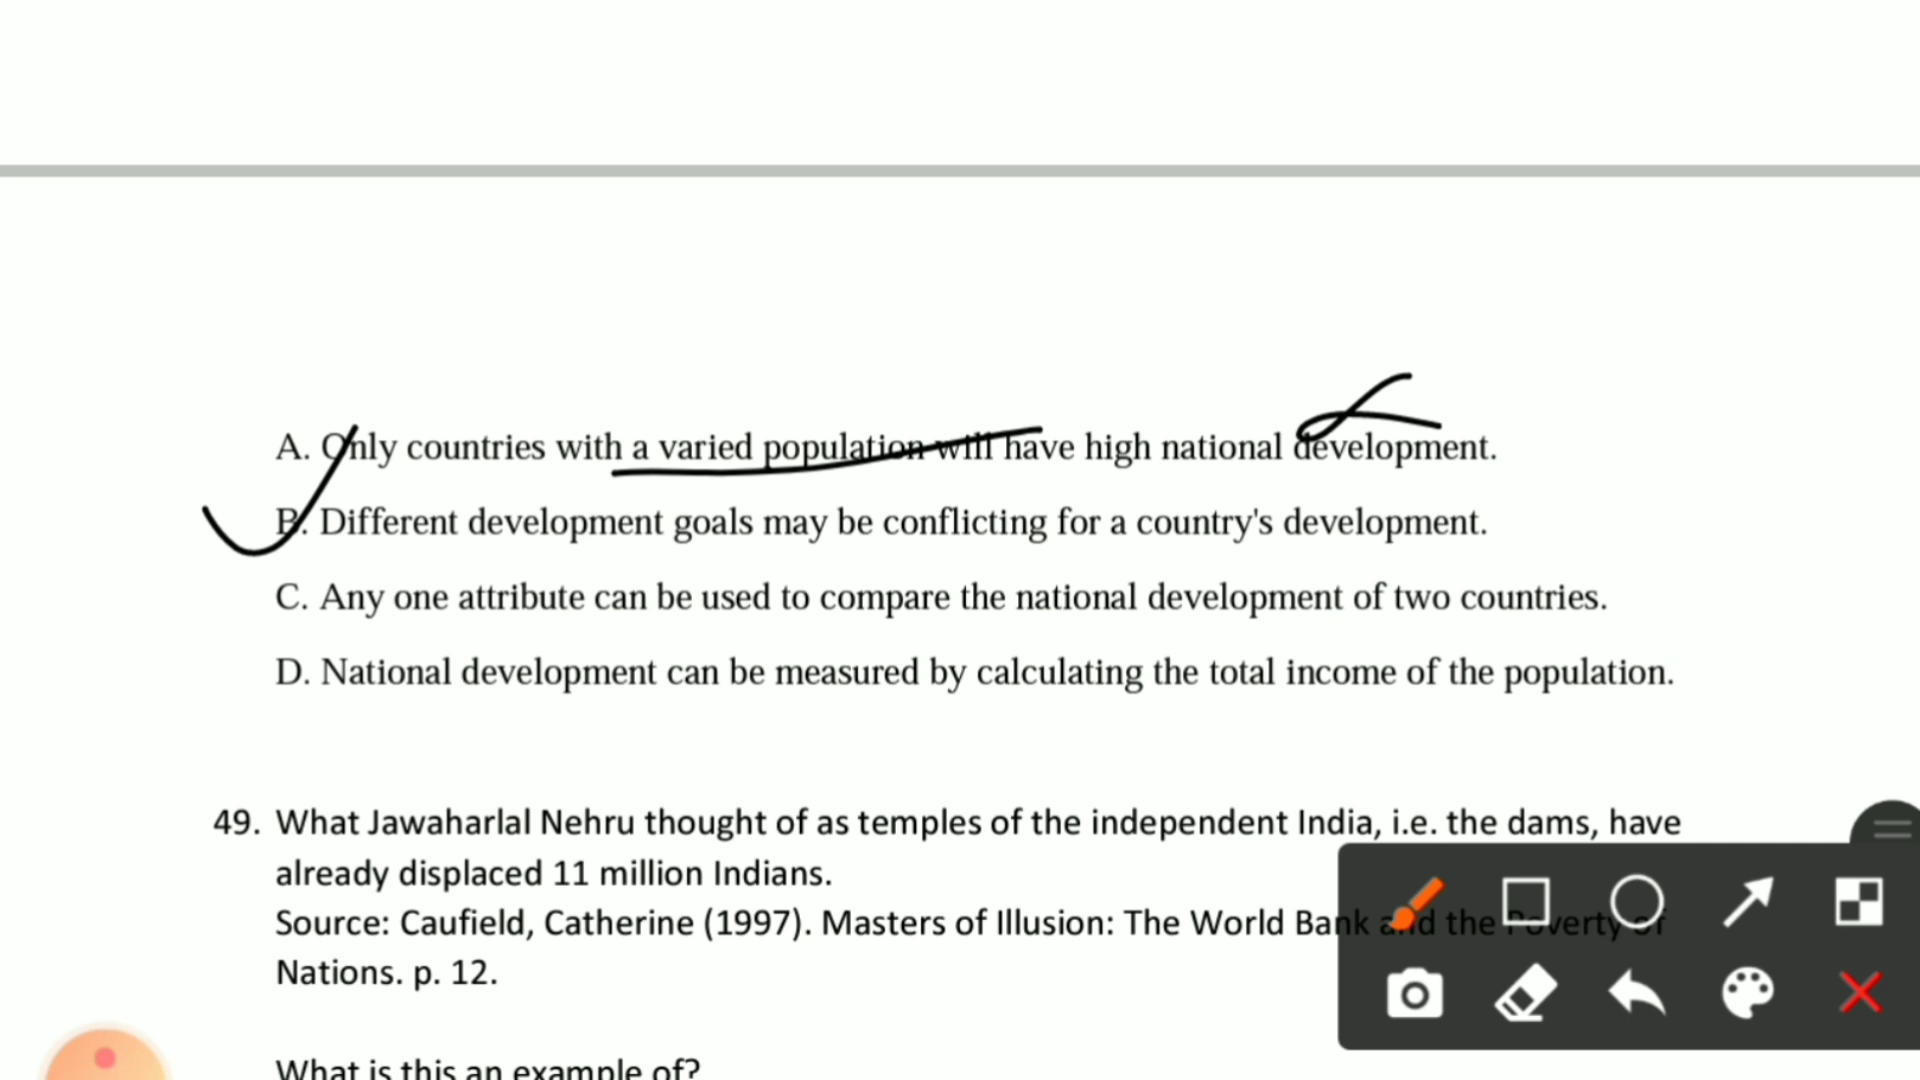 A. Only countries with a varied population will have high national development.
B. Different development goals may be conflicting for a country's development.
C. Any one attribute can be used to compare the national development of two countries.
D. National development can be measured by calculating the total income of the population.
49. What Jawaharlal Nehru thought of as temples of the independent India, i.e. the dams, have
already displaced 11 million Indians.
Source: Caufield, Catherine (1997). Masters of Illusion: The World Bank and the Poverty of
Nations. p. 12.
What is this an example of?